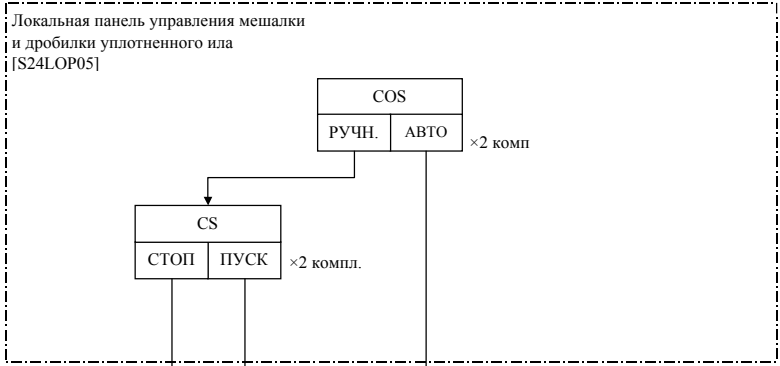 Локальная панель управления мешалки
и дробилки уплотненного ила
[S24LOP05]
COS
РУЧН. АВТО
×2 комп
CS
СТОП ПУСК
×2 компл.